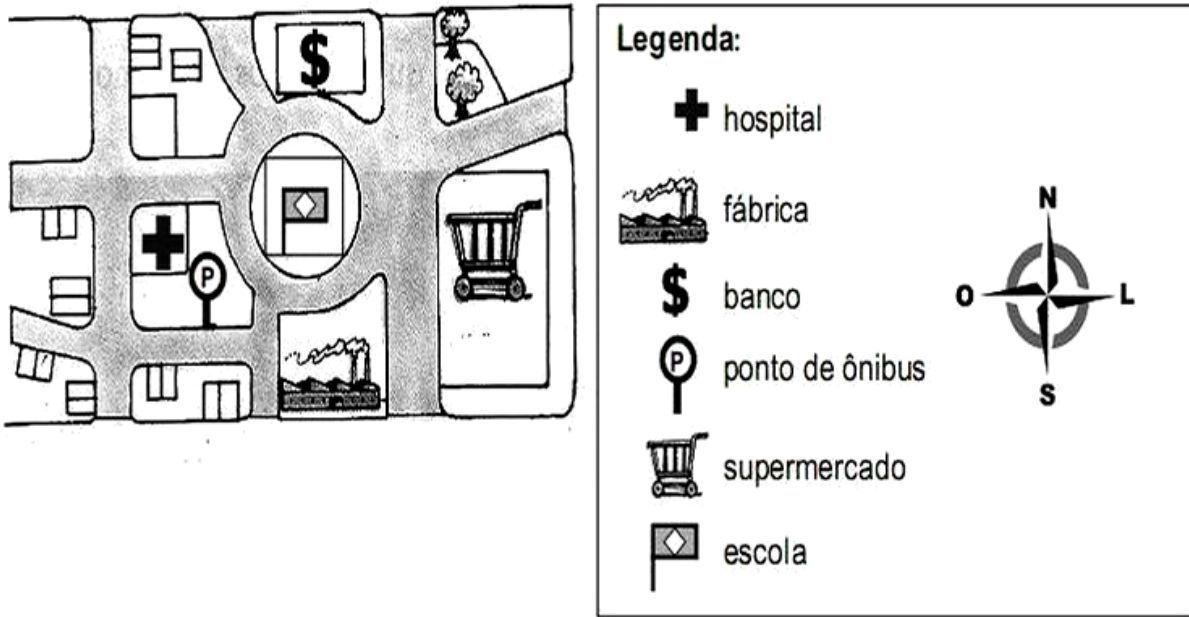 $
P
Legenda:
hospital
fábrica
$ banco
P ponto de ônibus
supermercado
escola
N
O L
S